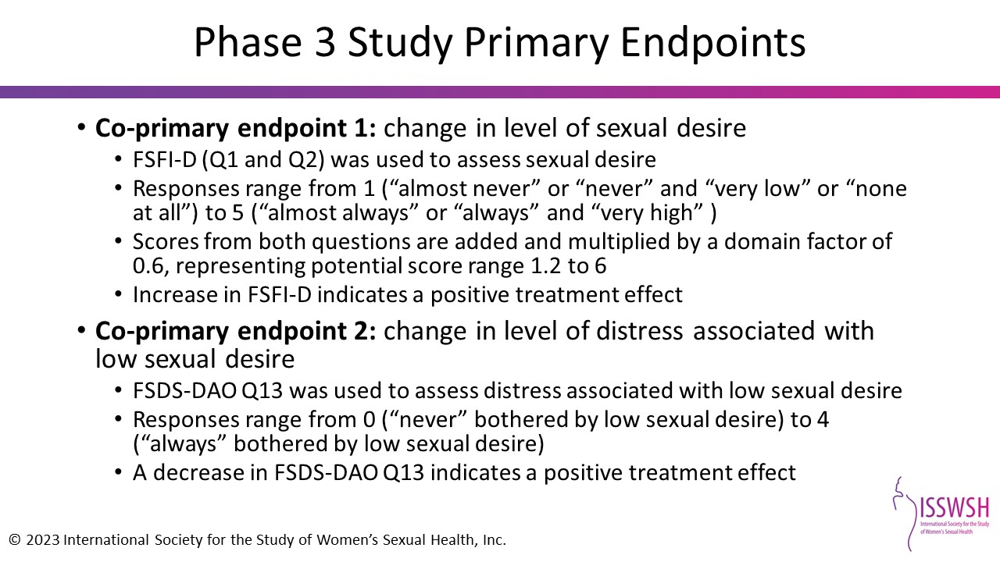 Phase 3 Study Primary Endpoints
• Co-primary endpoint 1: change in level of sexual desire
• FSFI-D (Q1 and Q2) was used to assess sexual desire
• Responses range from 1 (“almost never” or “never” and “very low” or “none
at all”) to 5 (“almost always” or “always” and “very high” )
• Scores from both questions are added and multiplied by a domain factor of
0.6, representing potential score range 1.2 to 6
• Increase in FSFI-D indicates a positive treatment effect
• Co-primary endpoint 2: change in level of distress associated with
low sexual desire
• FSDS-DAO Q13 was used to assess distress associated with low sexual desire
• Responses range from 0 (“never” bothered by low sexual desire) to 4
(“always” bothered by low sexual desire)
• A decrease in FSDS-DAO Q13 indicates a positive treatment effect
ISSWSH
International Society for the Study
of Women's Sexual Health
© 2023 International Society for the Study of Women’s Sexual Health, Inc.